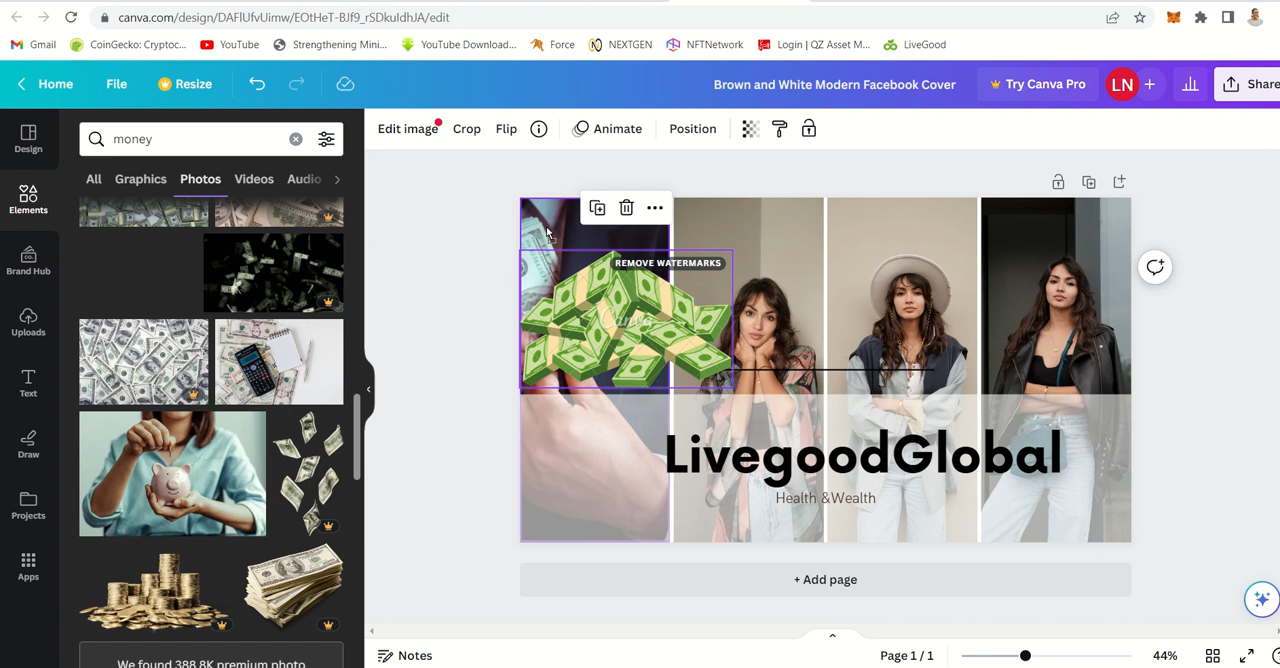 canva.com/design/DAFlUfvUimw/EOtHeT-BJf9_rSDkuIdhJA/edit
Gmail
CoinGecko: Cryptoc...
YouTube
Strengthening Mini...
YouTube Download...
Force
NEXTGEN
NFTNetwork
Login | QZ Asset M...
LiveGood
Home
File
Resize
Brown and White Modern Facebook Cover
Try Canva Pro
LN
Share
Design
Elements
Brand Hub
Uploads
Text
Draw
Projects
Apps
money
All
Graphics
Photos
Videos
Audio
We found 388.8K premium photo
Edit image
Crop
Flip
Animate
Position
REMOVE WATERMARKS
Canva
LivegoodGlobal
Health &Wealth
+ Add page
Notes
Page 1 / 1
44%